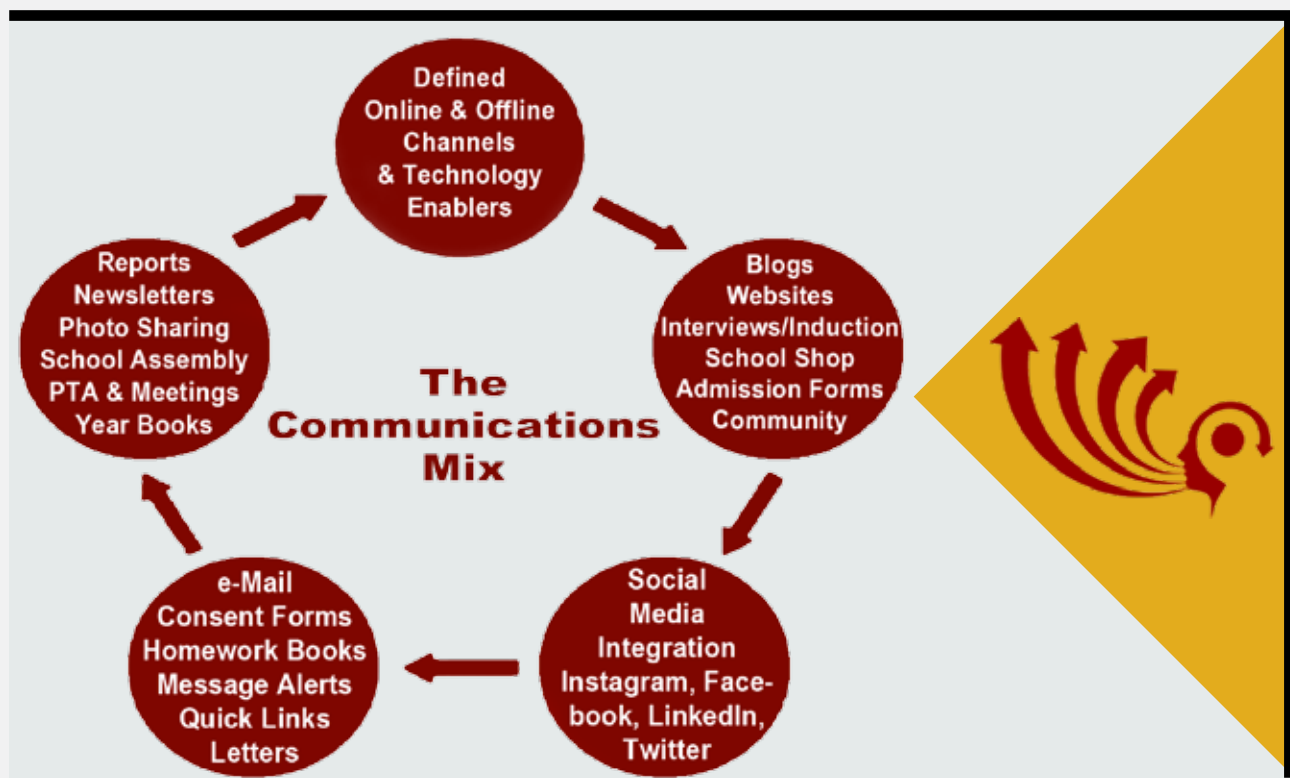 Defined
Online & Offline
Channels
& Technology
Enablers
Blogs
Websites
Interviews/Induction
School Shop
Admission Forms
Community
Social
Media
Integration
Instagram, Face-
book, LinkedIn,
Twitter
e-Mail
Consent Forms
Homework Books
Message Alerts
Quick Links
Letters
Reports
Newsletters
Photo Sharing
School Assembly
PTA & Meetings
Year Books
The
Communications
Mix